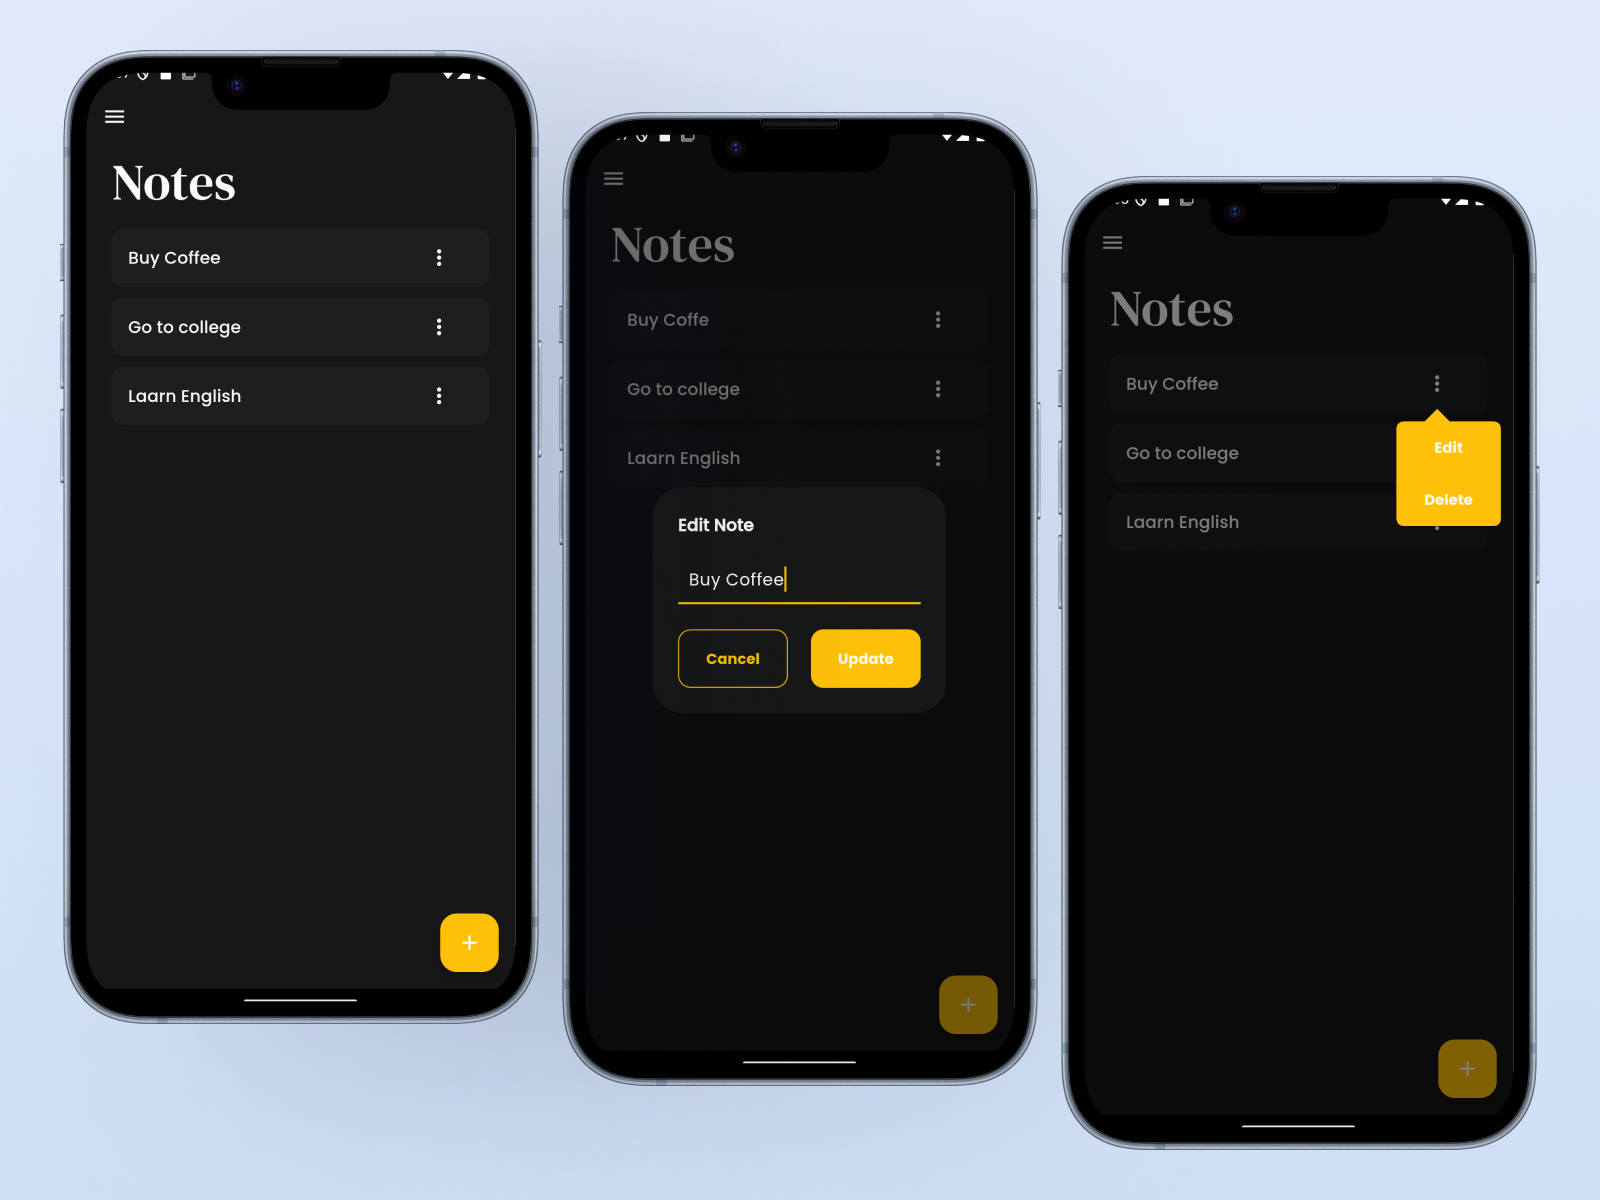 Notes
Buy Coffee
Go to college
Laarn English
Notes
Buy Coffe
Go to college
Laarn English
Edit Note
Buy Coffee
Cancel
Update
Notes
Buy Coffee
Go to college
Laarn English
Edit
Delete